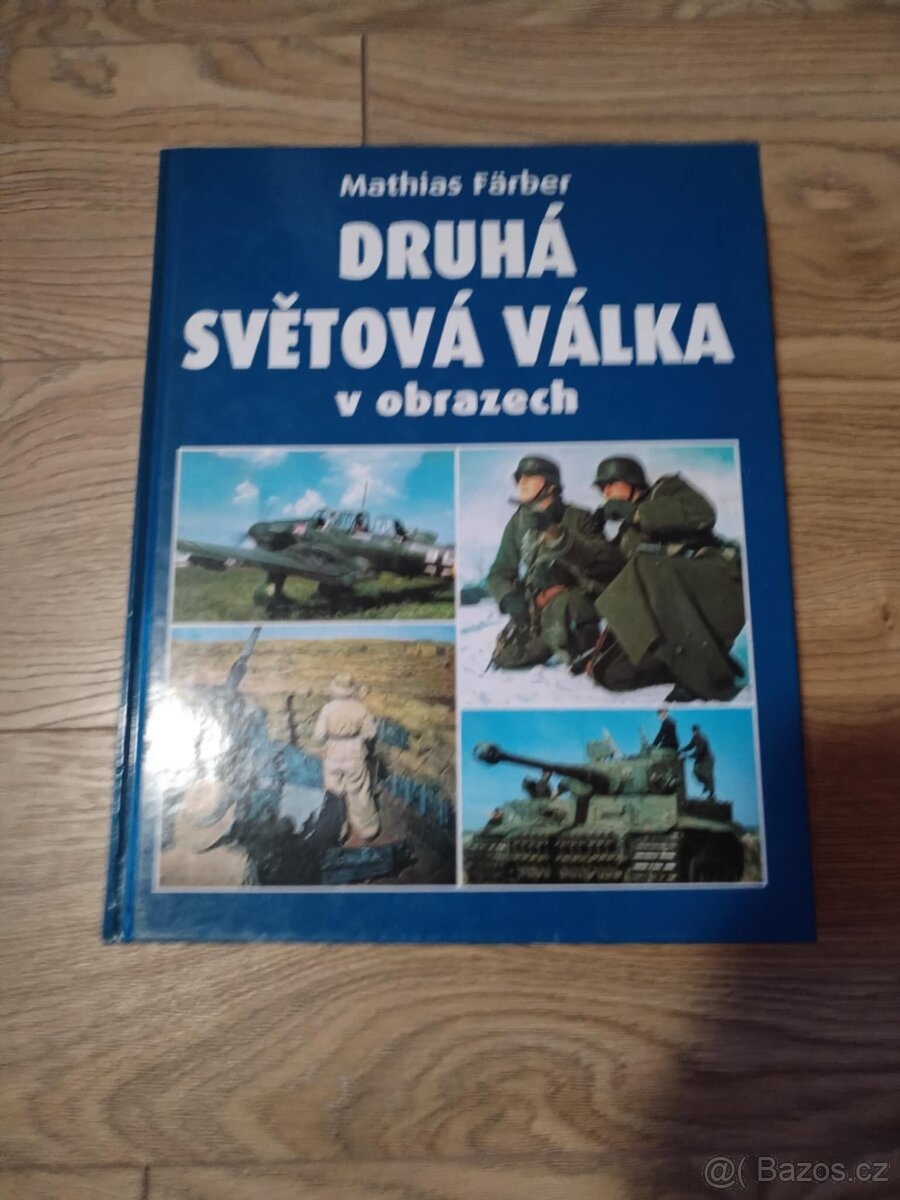 Mathias Färber
DRUHÁ
SVĚTOVÁ VÁLKA
v obrazech
@( Bazos.cz